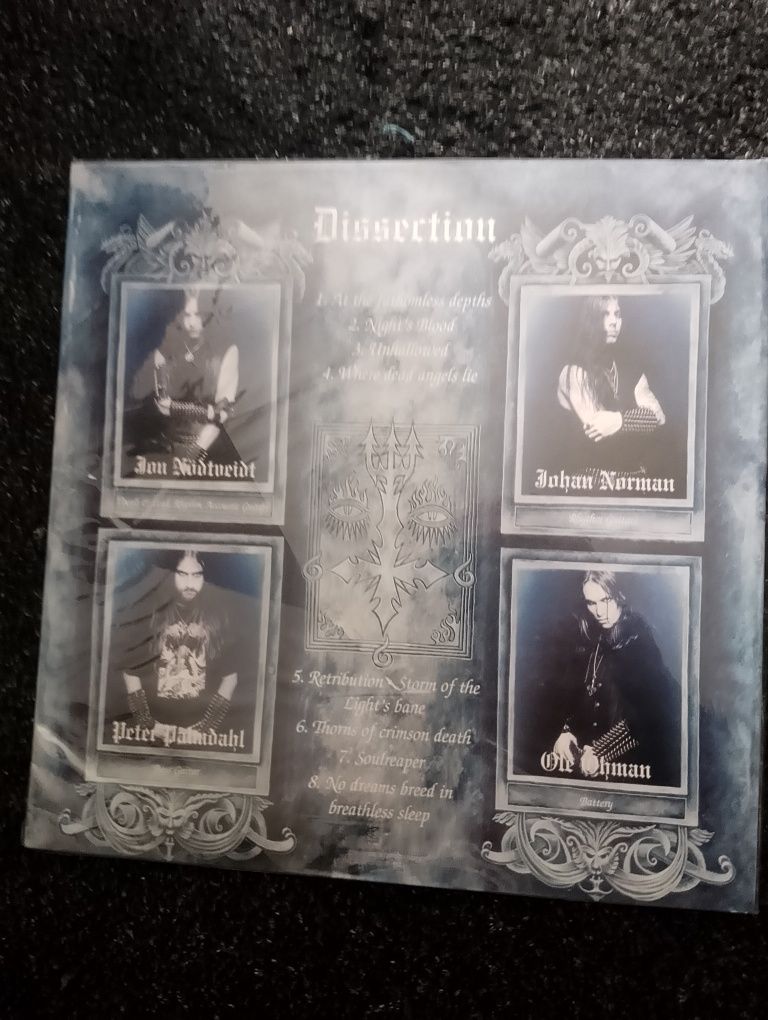 Dissection
1. At the fathomless depths
2. Night's Blood
3. Unhallowed
4. Where dead angels lie
Jon Nödtveidt
Johan Norman
Peter Palmdahl
Ole Öhman
Battery
5. Retribution - Storm of the
Light's bane
6. Thorns of crimson death
7. Soulreaper
8. No dreams breed in
breathless sleep